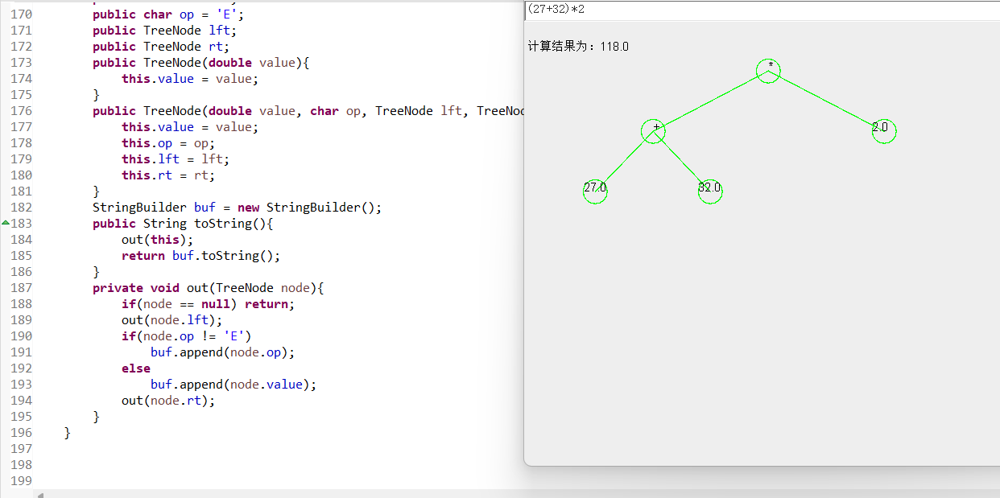 170 public char op = 'E';
171 public TreeNode lft;
172 public TreeNode rt;
173 public TreeNode(double value){
174 this.value = value;
175 }
176 public TreeNode(double value, char op, TreeNode lft, TreeNod
177 this.value = value;
178 this.op = op;
179 this.lft = lft;
180 this.rt = rt;
181 }
182 StringBuilder buf = new StringBuilder();
183 public String toString(){
184 out(this);
185 return buf.toString();
186 }
187 private void out(TreeNode node){
188 if(node == null) return;
189 out(node.lft);
190 if(node.op != 'E')
191 buf.append(node.op);
192 else
193 buf.append(node.value);
194 out(node.rt);
195 }
196 }
197
198
199
(27+32)*2
计算结果为：118.0
*
+
2.0
27.0
32.0